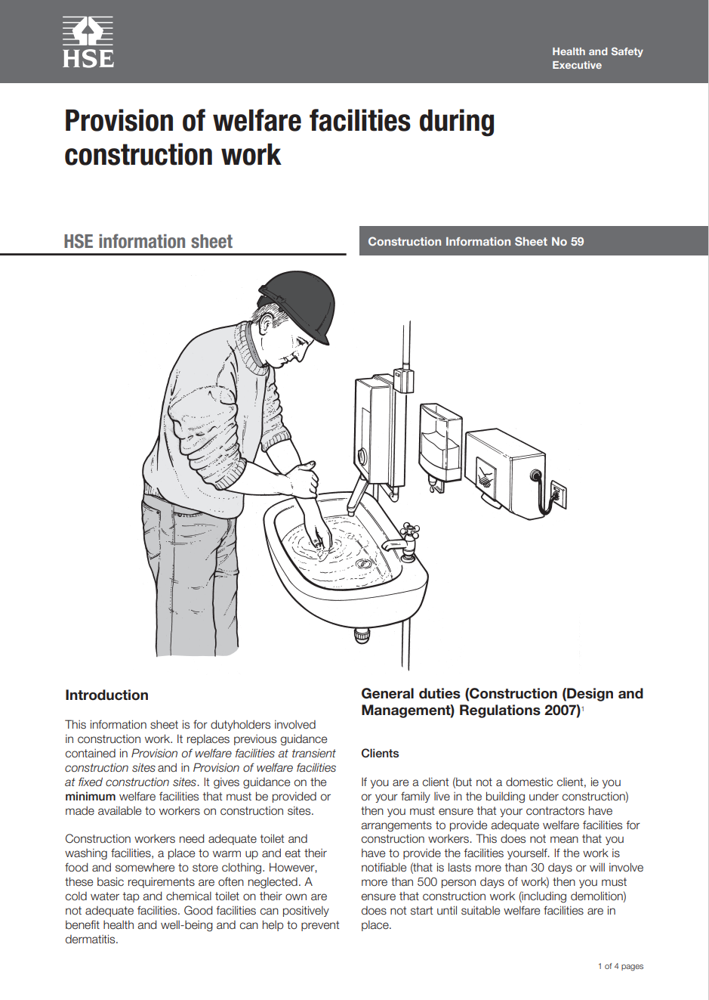 HSE
Health and Safety
Executive
Provision of welfare facilities during
construction work
HSE information sheet
Construction Information Sheet No 59
Introduction
This information sheet is for dutyholders involved
in construction work. It replaces previous guidance
contained in Provision of welfare facilities at transient
construction sites and in Provision of welfare facilities
at fixed construction sites. It gives guidance on the
minimum welfare facilities that must be provided or
made available to workers on construction sites.
Construction workers need adequate toilet and
washing facilities, a place to warm up and eat their
food and somewhere to store clothing. However,
these basic requirements are often neglected. A
cold water tap and chemical toilet on their own are
not adequate facilities. Good facilities can positively
benefit health and well-being and can help to prevent
dermatitis.
General duties (Construction (Design and
Management) Regulations 2007)1
Clients
If you are a client (but not a domestic client, ie you
or your family live in the building under construction)
then you must ensure that your contractors have
arrangements to provide adequate welfare facilities for
construction workers. This does not mean that you
have to provide the facilities yourself. If the work is
notifiable (that is lasts more than 30 days or will involve
more than 500 person days of work) then you must
ensure that construction work (including demolition)
does not start until suitable welfare facilities are in
place.
1 of 4 pages